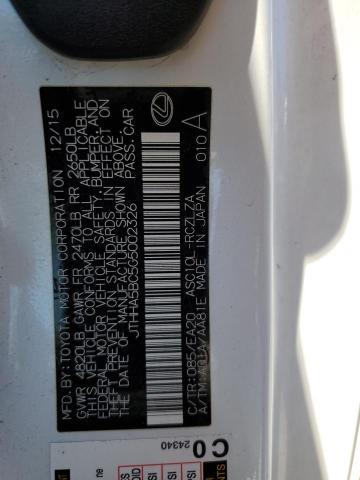 MFD.BY:TOYOTA MOTOR CORPORATION 12/15
GVWR 4820LB GAWR FR 2470LB RR 2650LB
THIS VEHICLE CONFORMS TO ALL APPLICABLE
FEDERAL MOTOR VEHICLE SAFETY, BUMPER, AND
THEFT PREVENTION STANDARDS IN EFFECT ON
THE DATE OF MANUFACTURE SHOWN ABOVE.
JTHHA5BC5G5002326 PASS.CAR
C/TR:085/EA20 ASC10L -RCZLZA
A/TM: /AA81E MADE IN JAPAN 010 A
C0
24340